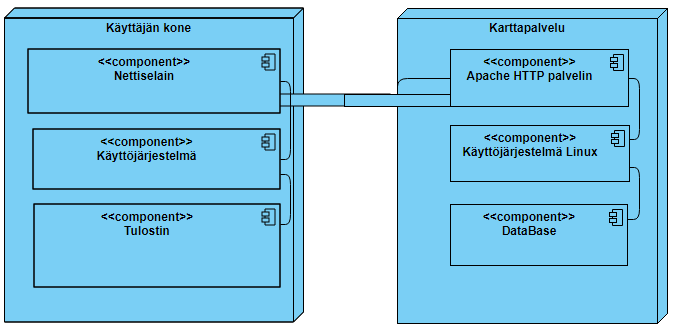 Käyttäjän kone
<<component>>
Nettiselain
<<component>>
Käyttöjärjestelmä
<<component>>
Tulostin
Karttapalvelu
<<component>>
Apache HTTP palvelin
<<component>>
Käyttöjärjestelmä Linux
<<component>>
DataBase